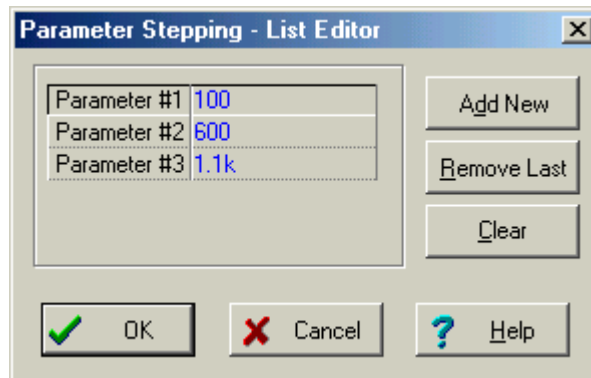 Parameter Stepping - List Editor
Parameter #1 100
Parameter #2 600
Parameter #3 1.1k
Add New
Remove Last
Clear
OK
Cancel
Help